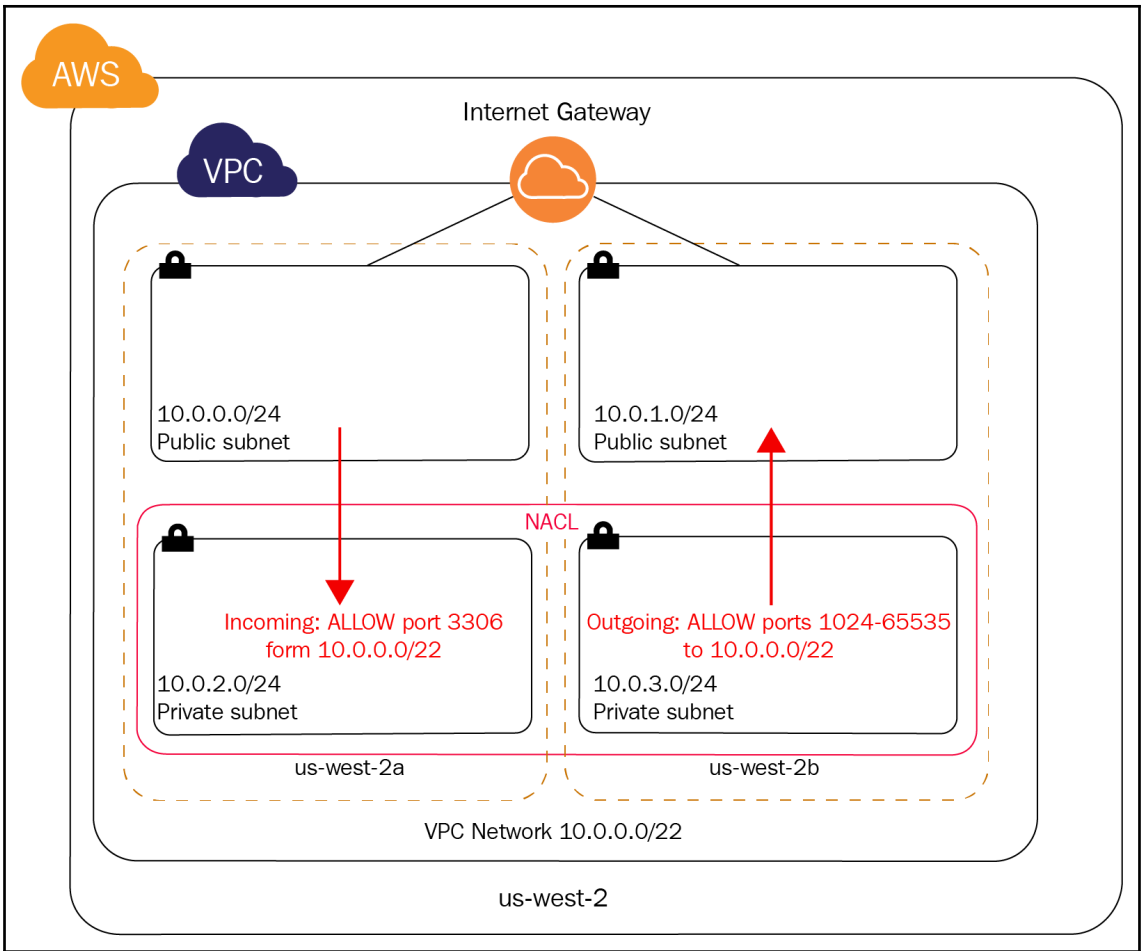 AWS
Internet Gateway
VPC
10.0.0.0/24
Public subnet
10.0.1.0/24
Public subnet
NACL
Incoming: ALLOW port 3306
form 10.0.0.0/22
Outgoing: ALLOW ports 1024-65535
to 10.0.0.0/22
10.0.2.0/24
Private subnet
10.0.3.0/24
Private subnet
us-west-2a
us-west-2b
VPC Network 10.0.0.0/22
us-west-2